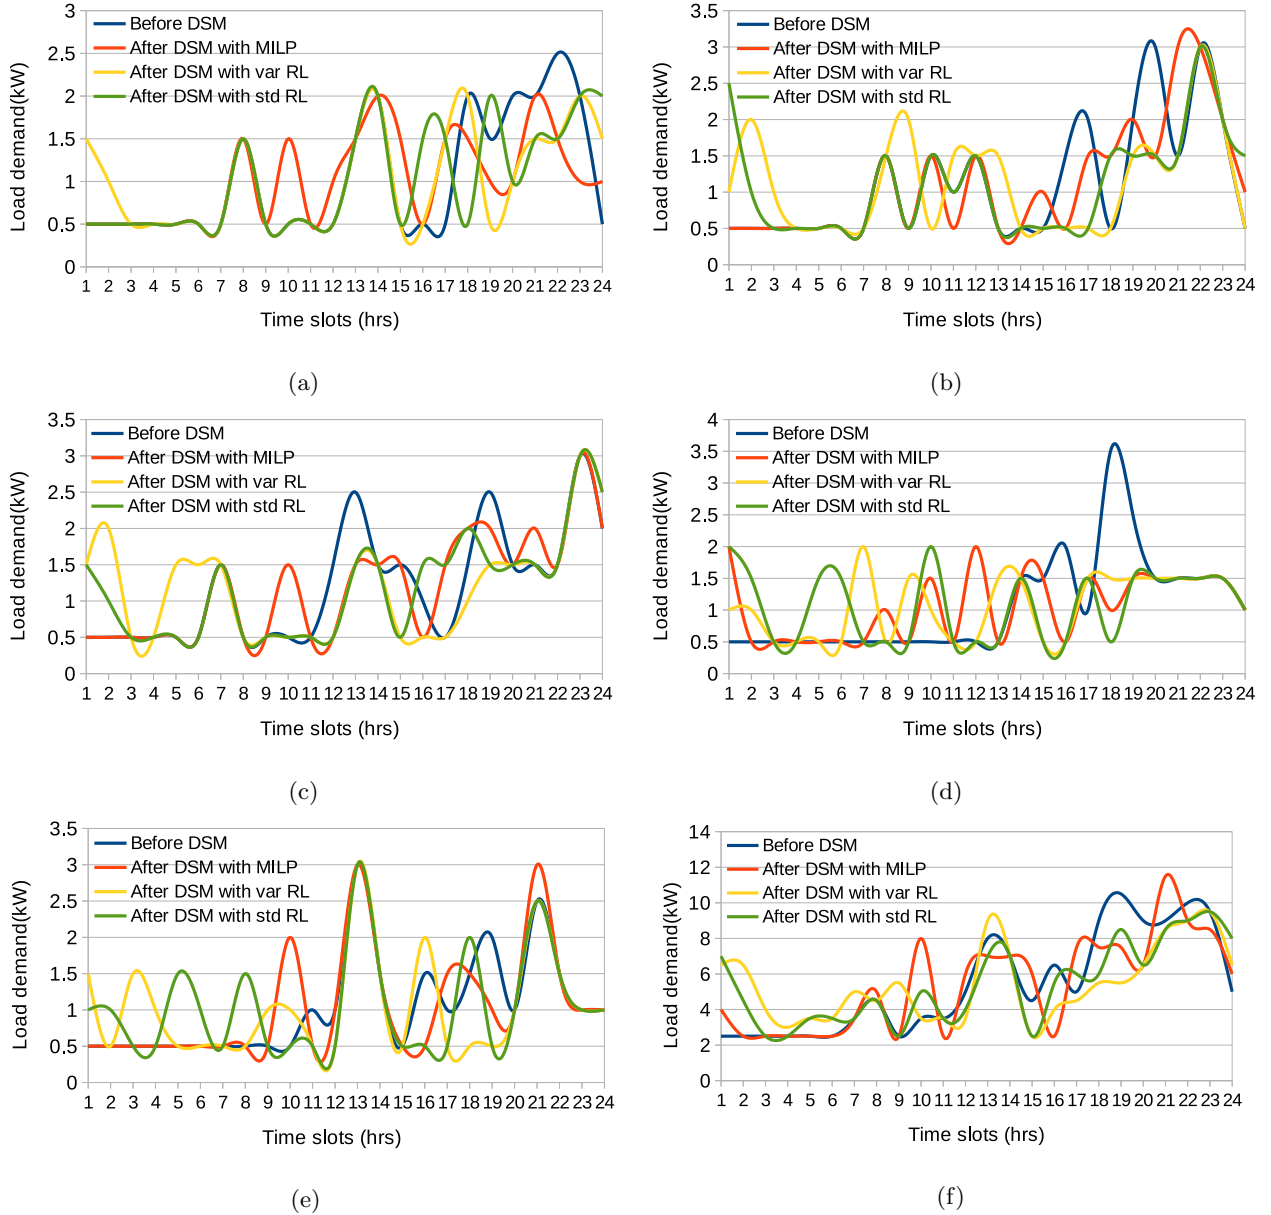 3
2.5
2
1.5
1
0.5
0
Load demand(kW)
Before DSM
After DSM with MILP
After DSM with var RL
After DSM with std RL
1 2 3 4 5 6 7 8 9 10 11 12 13 14 15 16 17 18 19 20 21 22 23 24
Time slots (hrs)
(a)
3.5
3
2.5
2
1.5
1
0.5
0
Load demand(kW)
Before DSM
After DSM with MILP
After DSM with var RL
After DSM with std RL
1 2 3 4 5 6 7 8 9 10 11 12 13 14 15 16 17 18 19 20 21 22 23 24
Time slots (hrs)
(b)
3.5
3
2.5
2
1.5
1
0.5
0
Load demand(kW)
Before DSM
After DSM with MILP
After DSM with var RL
After DSM with std RL
1 2 3 4 5 6 7 8 9 10 11 12 13 14 15 16 17 18 19 20 21 22 23 24
Time slots (hrs)
(c)
4
3.5
3
2.5
2
1.5
1
0.5
0
Load demand(kW)
Before DSM
After DSM with MILP
After DSM with var RL
After DSM with std RL
1 2 3 4 5 6 7 8 9 10 11 12 13 14 15 16 17 18 19 20 21 22 23 24
Time slots (hrs)
(d)
3.5
3
2.5
2
1.5
1
0.5
0
Load demand(kW)
Before DSM
After DSM with MILP
After DSM with var RL
After DSM with std RL
1 2 3 4 5 6 7 8 9 10 11 12 13 14 15 16 17 18 19 20 21 22 23 24
Time slots (hrs)
(e)
14
12
10
8
6
4
2
0
Load demand(kW)
Before DSM
After DSM with MILP
After DSM with var RL
After DSM with std RL
1 2 3 4 5 6 7 8 9 10 11 12 13 14 15 16 17 18 19 20 21 22 23 24
Time slots (hrs)
(f)